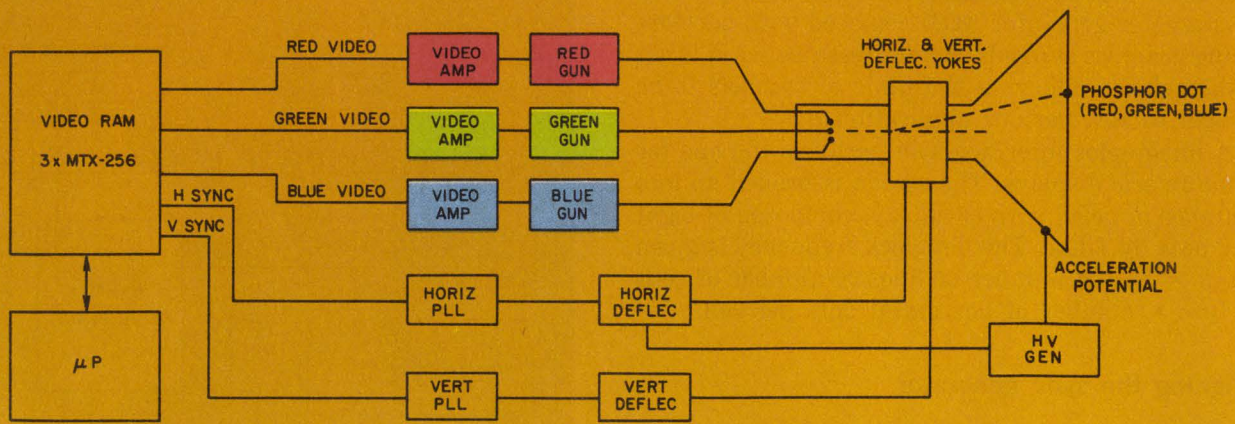 RED VIDEO
VIDEO
AMP
RED
GUN
HORIZ. & VERT.
DEFLEC. YOKES
PHOSPHOR DOT
(RED, GREEN, BLUE)
VIDEO RAM
3 x MTX-256
GREEN VIDEO
VIDEO
AMP
GREEN
GUN
BLUE VIDEO
VIDEO
AMP
BLUE
GUN
H SYNC
V SYNC
ACCELERATION
POTENTIAL
HORIZ
PLL
HORIZ
DEFLEC
HV
GEN
μP
VERT
PLL
VERT
DEFLEC